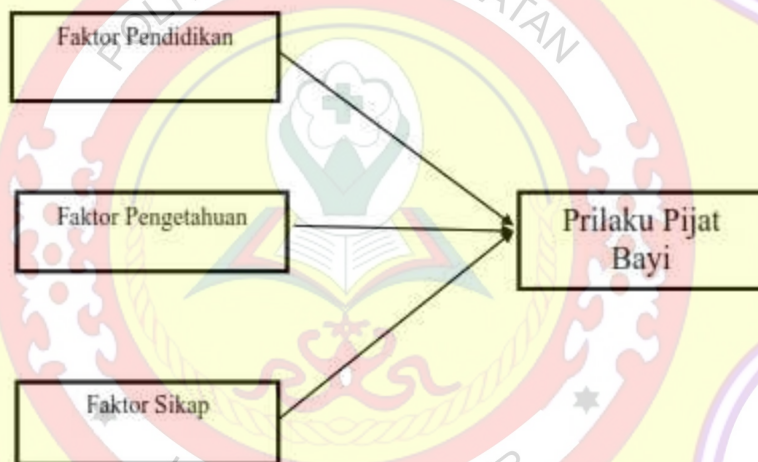 Faktor Pendidikan
Faktor Pengetahuan
Prilaku Pijat
Bayi
Faktor Sikap